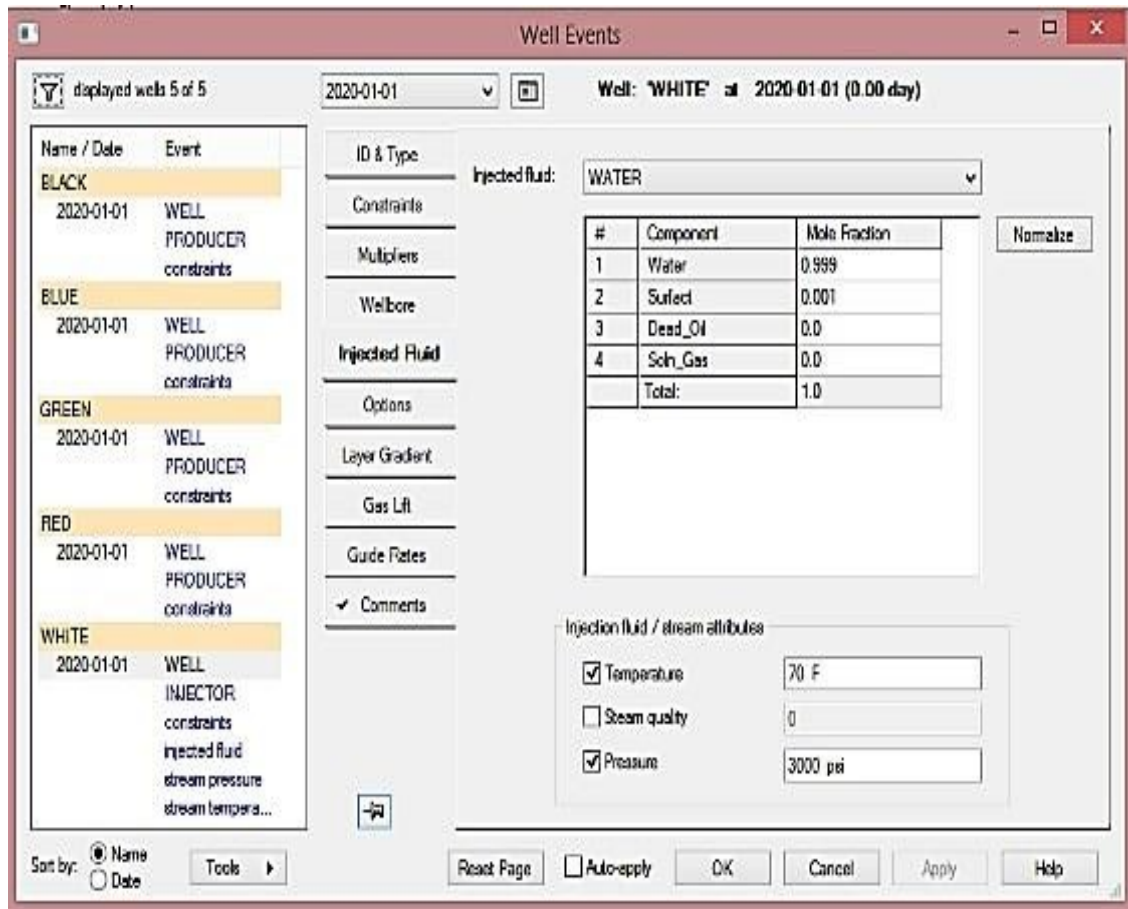 Well Events
displayed wells 5 of 5
2020-01-01
Well: 'WHITE' at 2020-01-01 (0.00 day)
Name / Date Event
BLACK
2020-01-01 WELL
PRODUCER
constraints
BLUE
2020-01-01 WELL
PRODUCER
constraints
GREEN
2020-01-01 WELL
PRODUCER
constraints
RED
2020-01-01 WELL
PRODUCER
constraints
WHITE
2020-01-01 WELL
INJECTOR
constraints
injected fluid
stream pressure
stream tempera...
Sort by: Name
Date
Tools
ID & Type
Constraints
Multipliers
Wellbore
Injected Fluid
Options
Layer Gradient
Gas Lift
Guide Rates
Comments
Injected fluid: WATER
# Component Mole Fraction
1 Water 0.999
2 Surfact 0.001
3 Dead_Oil 0.0
4 Soln_Gas 0.0
Total: 1.0
Normalize
Injection fluid / stream attributes
Temperature 70 F
Steam quality 0
Pressure 3000 psi
Reset Page Auto-apply OK Cancel Apply Help